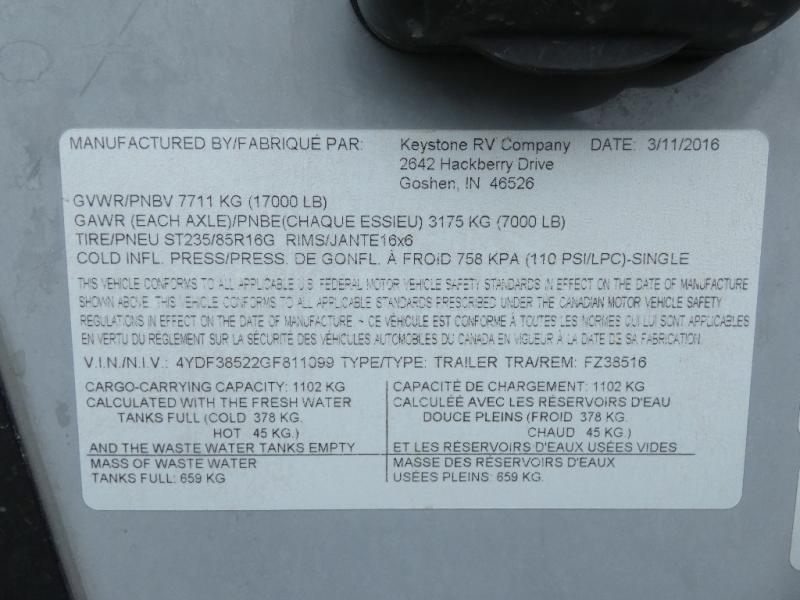 MANUFACTURED BY/FABRIQUÉ PAR: Keystone RV Company DATE: 3/11/2016
2642 Hackberry Drive
Goshen, IN 46526
GVWR/PNBV 7711 KG (17000 LB)
GAWR (EACH AXLE)/PNBE(CHAQUE ESSIEU) 3175 KG (7000 LB)
TIRE/PNEU ST235/85R16G RIMS/JANTE16x6
COLD INFL. PRESS/PRESS. DE GONFL. À FROID 758 KPA (110 PSI/LPC)-SINGLE
THIS VEHICLE CONFORMS TO ALL APPLICABLE U.S. FEDERAL MOTOR VEHICLE SAFETY STANDARDS IN EFFECT ON THE DATE OF MANUFACTURE
SHOWN ABOVE. THIS VEHICLE CONFORMS TO ALL APPLICABLE STANDARDS PRESCRIBED UNDER THE CANADIAN MOTOR VEHICLE SAFETY
REGULATIONS IN EFFECT ON THE DATE OF MANUFACTURE - CE VÉHICULE EST CONFORME À TOUTES LES NORMES QUI LUI SONT APPLICABLES
EN VERTU DU RÈGLEMENT SUR LA SÉCURITÉ DES VÉHICULES AUTOMOBILES DU CANADA EN VIGUEUR À LA DATE DE SA FABRICATION.
V.I.N./N.I.V.: 4YDF38522GF811099 TYPE/TYPE: TRAILER TRA/REM: FZ38516
CARGO-CARRYING CAPACITY: 1102 KG
CALCULATED WITH THE FRESH WATER
TANKS FULL (COLD 378 KG.
HOT 45 KG.)
AND THE WASTE WATER TANKS EMPTY
MASS OF WASTE WATER
TANKS FULL: 659 KG
CAPACITÉ DE CHARGEMENT: 1102 KG
CALCULÉE AVEC LES RÉSERVOIRS D'EAU
DOUCE PLEINS (FROID 378 KG.
CHAUD 45 KG.)
ET LES RÉSERVOIRS D'EAUX USÉES VIDES
MASSE DES RÉSERVOIRS D'EAUX
USÉES PLEINS: 659 KG